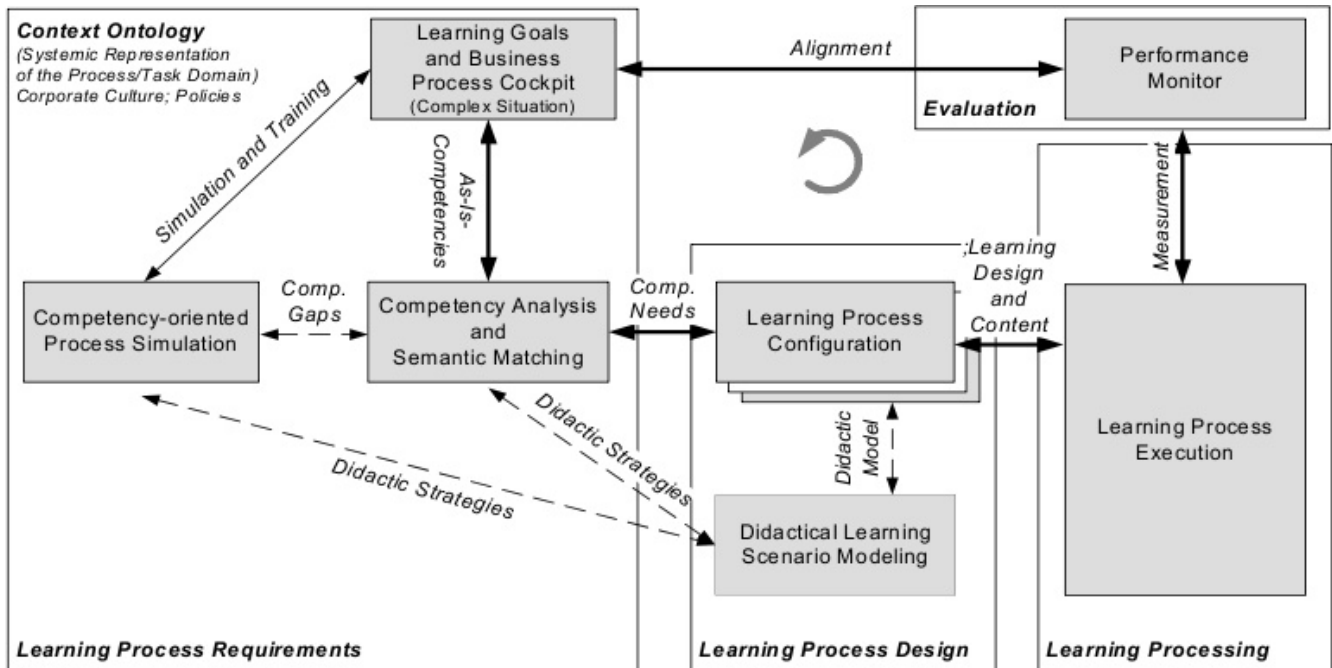 Context Ontology
(Systemic Representation
of the Process/Task Domain)
Corporate Culture; Policies
Learning Goals
and Business
Process Cockpit
(Complex Situation)
Alignment
Performance
Monitor
Evaluation
Simulation and Training
As-Is-
Competencies
Measurement
Competency-oriented
Process Simulation
Comp.
Gaps
Competency Analysis
and
Semantic Matching
Comp.
Needs
Learning Process
Configuration
;Learning
Design
and
Content
Learning Process
Execution
Didactic Strategies
Didactic Strategies
Didactic
Model
Didactical Learning
Scenario Modeling
Learning Process Requirements
Learning Process Design
Learning Processing